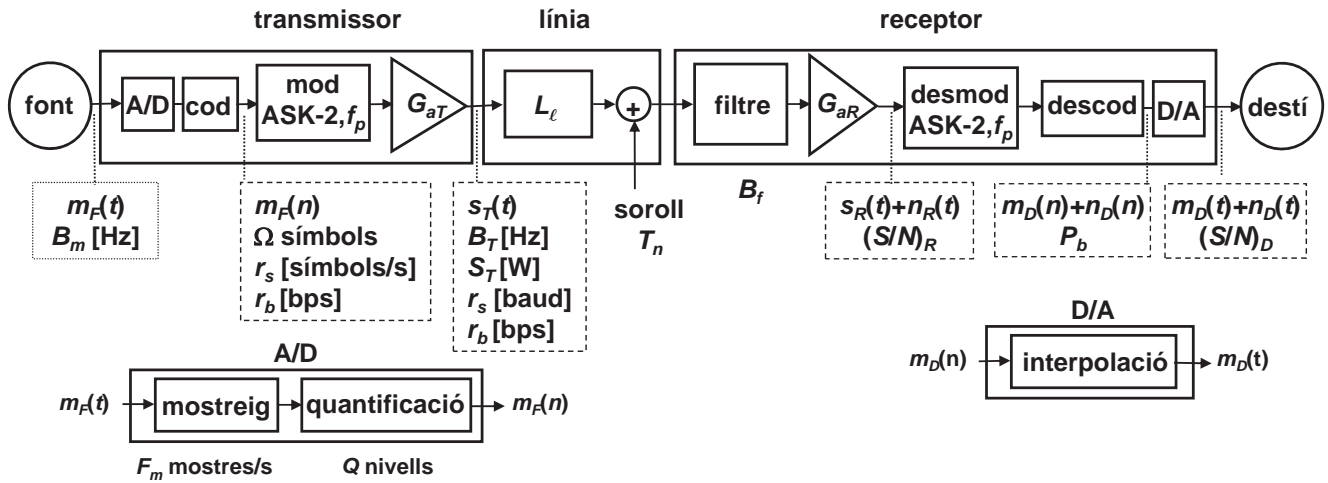 transmissor
línia
receptor
font
A/D
cod
mod
ASK-2,fp
GaT
Lℓ
+
filtre
GaR
desmod
ASK-2,fp
descod
D/A
destí
mF(t)
Bm [Hz]
mF(n)
Ω símbols
rs [símbols/s]
rb [bps]
sT(t)
BT [Hz]
ST [W]
rs [baud]
rb [bps]
soroll
Tn
Bf
sR(t)+nR(t)
(S/N)R
mD(n)+nD(n)
Pb
mD(t)+nD(t)
(S/N)D
A/D
mF(t)
mostreig
quantificació
mF(n)
Fm mostres/s
Q nivells
D/A
mD(n)
interpolació
mD(t)